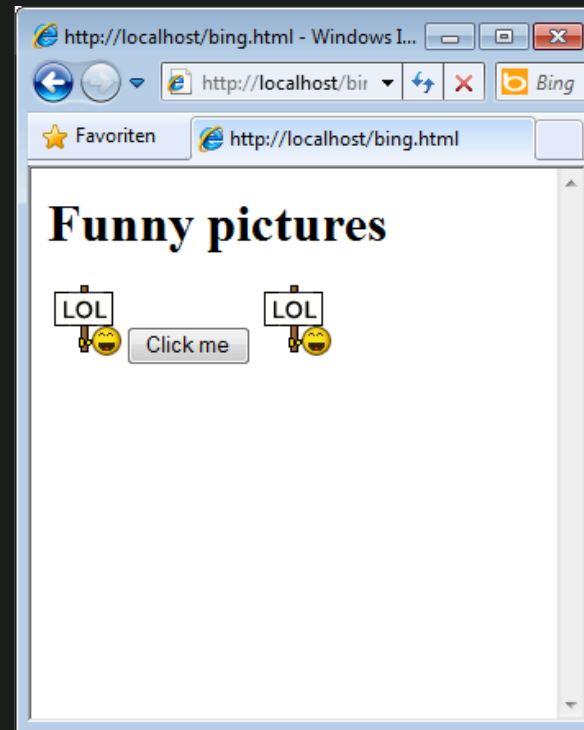 http://localhost/bing.html - Windows I...
http://localhost/bir
Bing
Favoriten
http://localhost/bing.html
Funny pictures
LOL
Click me
LOL